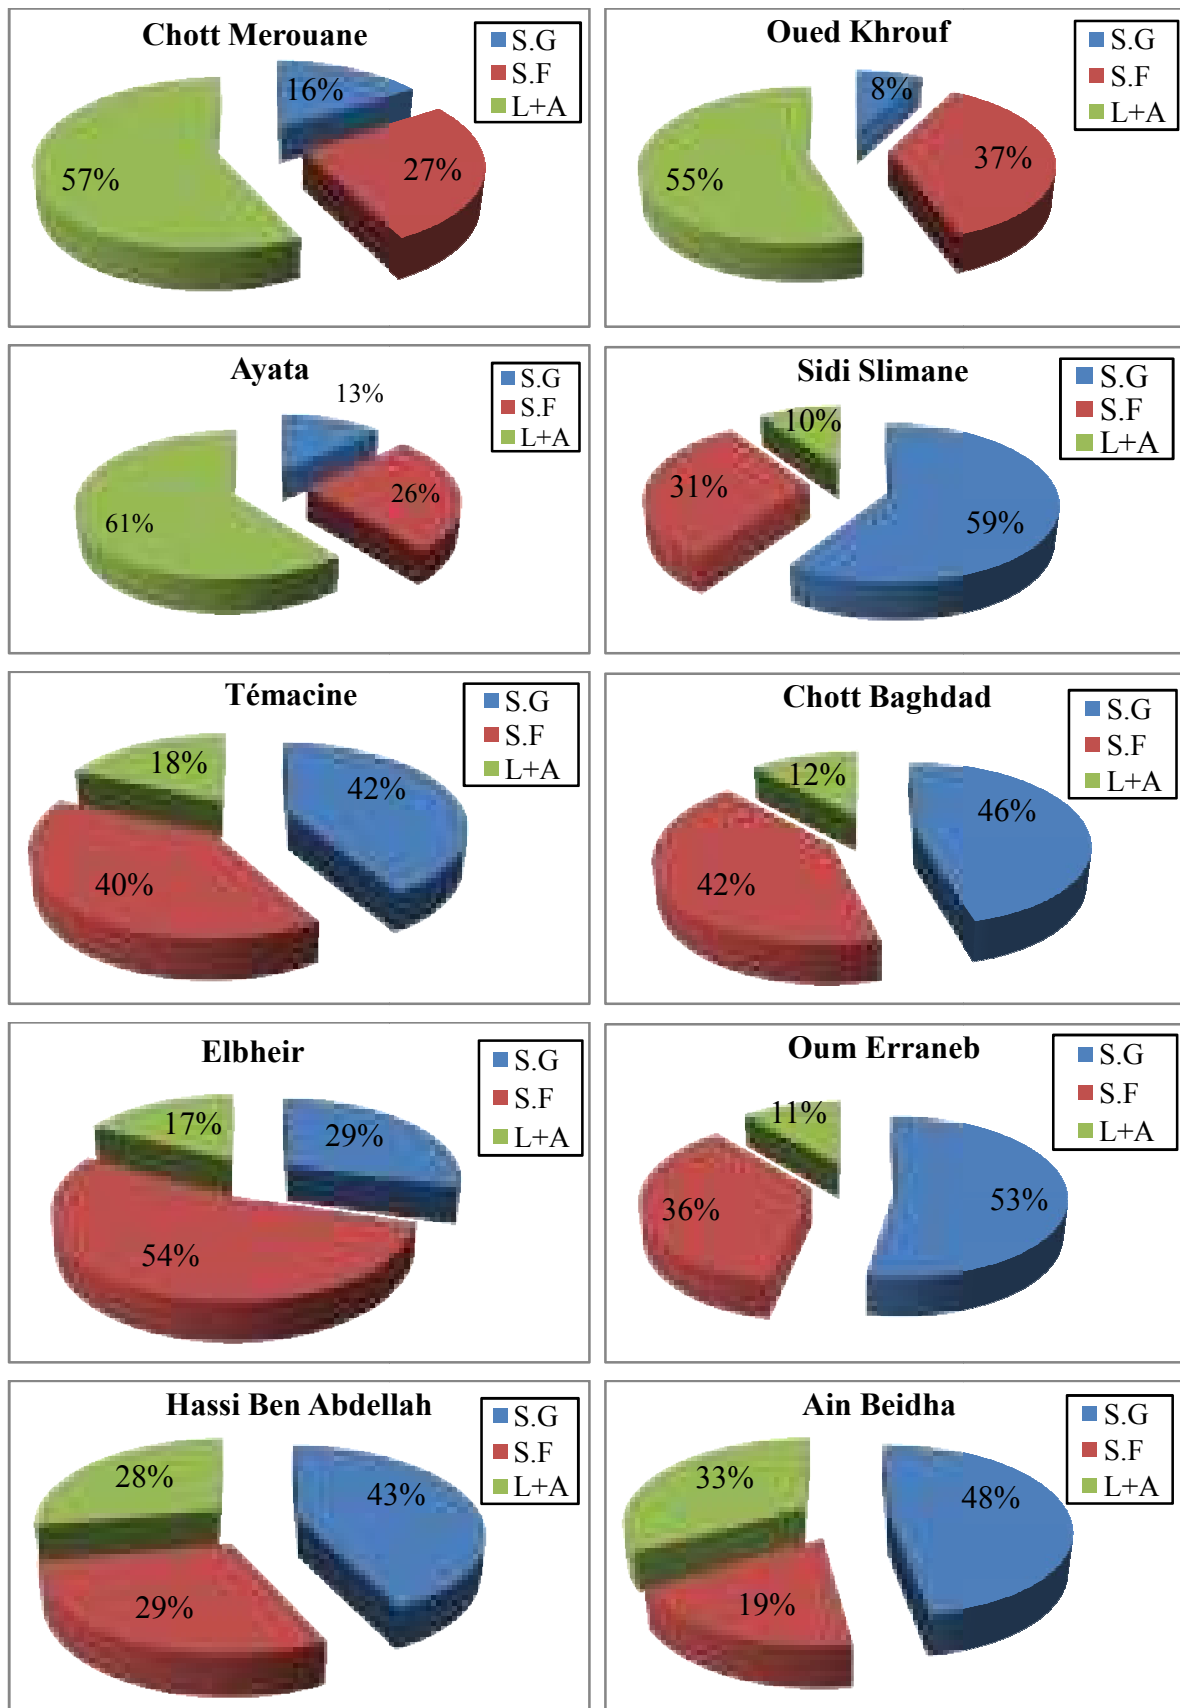 Chott Merouane
S.G
S.F
L+A
16%
27%
57%
Oued Khrouf
S.G
S.F
L+A
8%
37%
55%
Ayata
S.G
S.F
L+A
13%
26%
61%
Sidi Slimane
S.G
S.F
L+A
10%
31%
59%
Témacine
S.G
S.F
L+A
18%
42%
40%
Chott Baghdad
S.G
S.F
L+A
12%
46%
42%
Elbheir
S.G
S.F
L+A
17%
29%
54%
Oum Erraneb
S.G
S.F
L+A
11%
36%
53%
Hassi Ben Abdellah
S.G
S.F
L+A
28%
43%
29%
Ain Beidha
S.G
S.F
L+A
33%
48%
19%